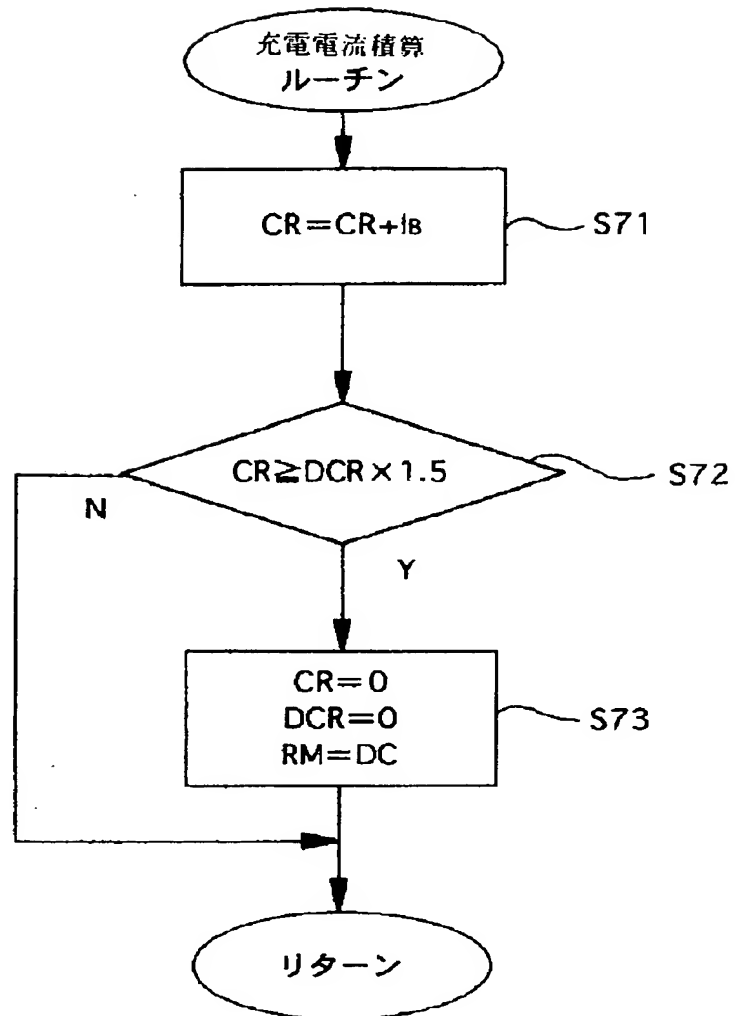 充電電流積算
ルーチン
CR=CR+IB
S71
CR≧DCR×1.5
S72
N
Y
CR=0
DCR=0
RM=DC
S73
リターン